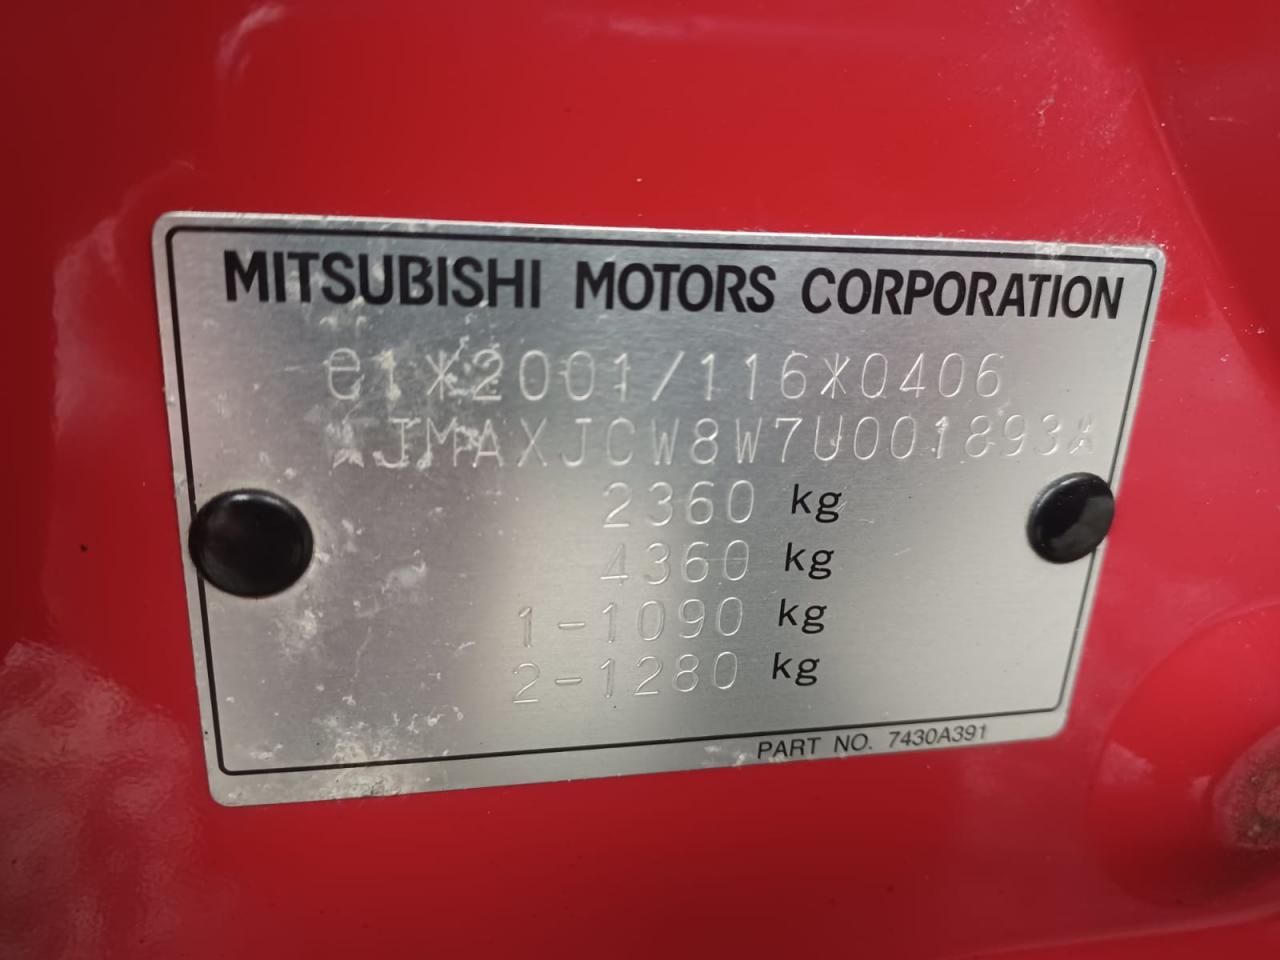 MITSUBISHI MOTORS CORPORATION
e1*2001/116*0406
*JMAXJCW8W7U001893*
2360 kg
4360 kg
1-1090 kg
2-1280 kg
PART NO. 7430A391